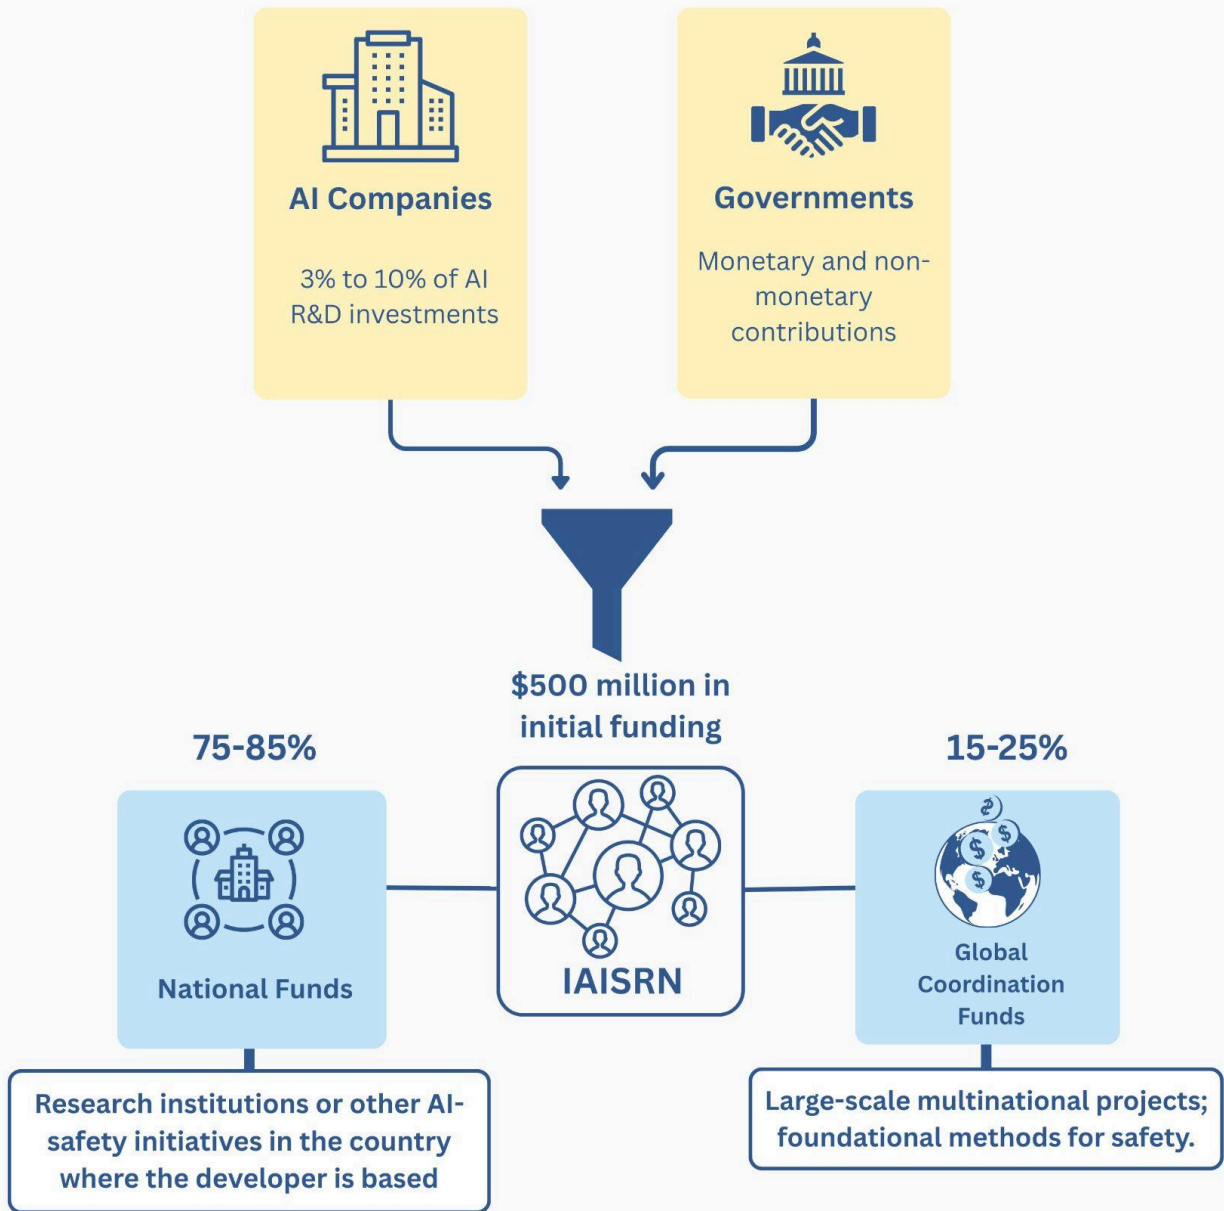 AI Companies
3% to 10% of AI
R&D investments
Governments
Monetary and non-
monetary
contributions
$500 million in
initial funding
75-85%
National Funds
Research institutions or other AI-
safety initiatives in the country
where the developer is based
IAISRN
15-25%
$
$
$
$
Global
Coordination
Funds
Large-scale multinational projects;
foundational methods for safety.